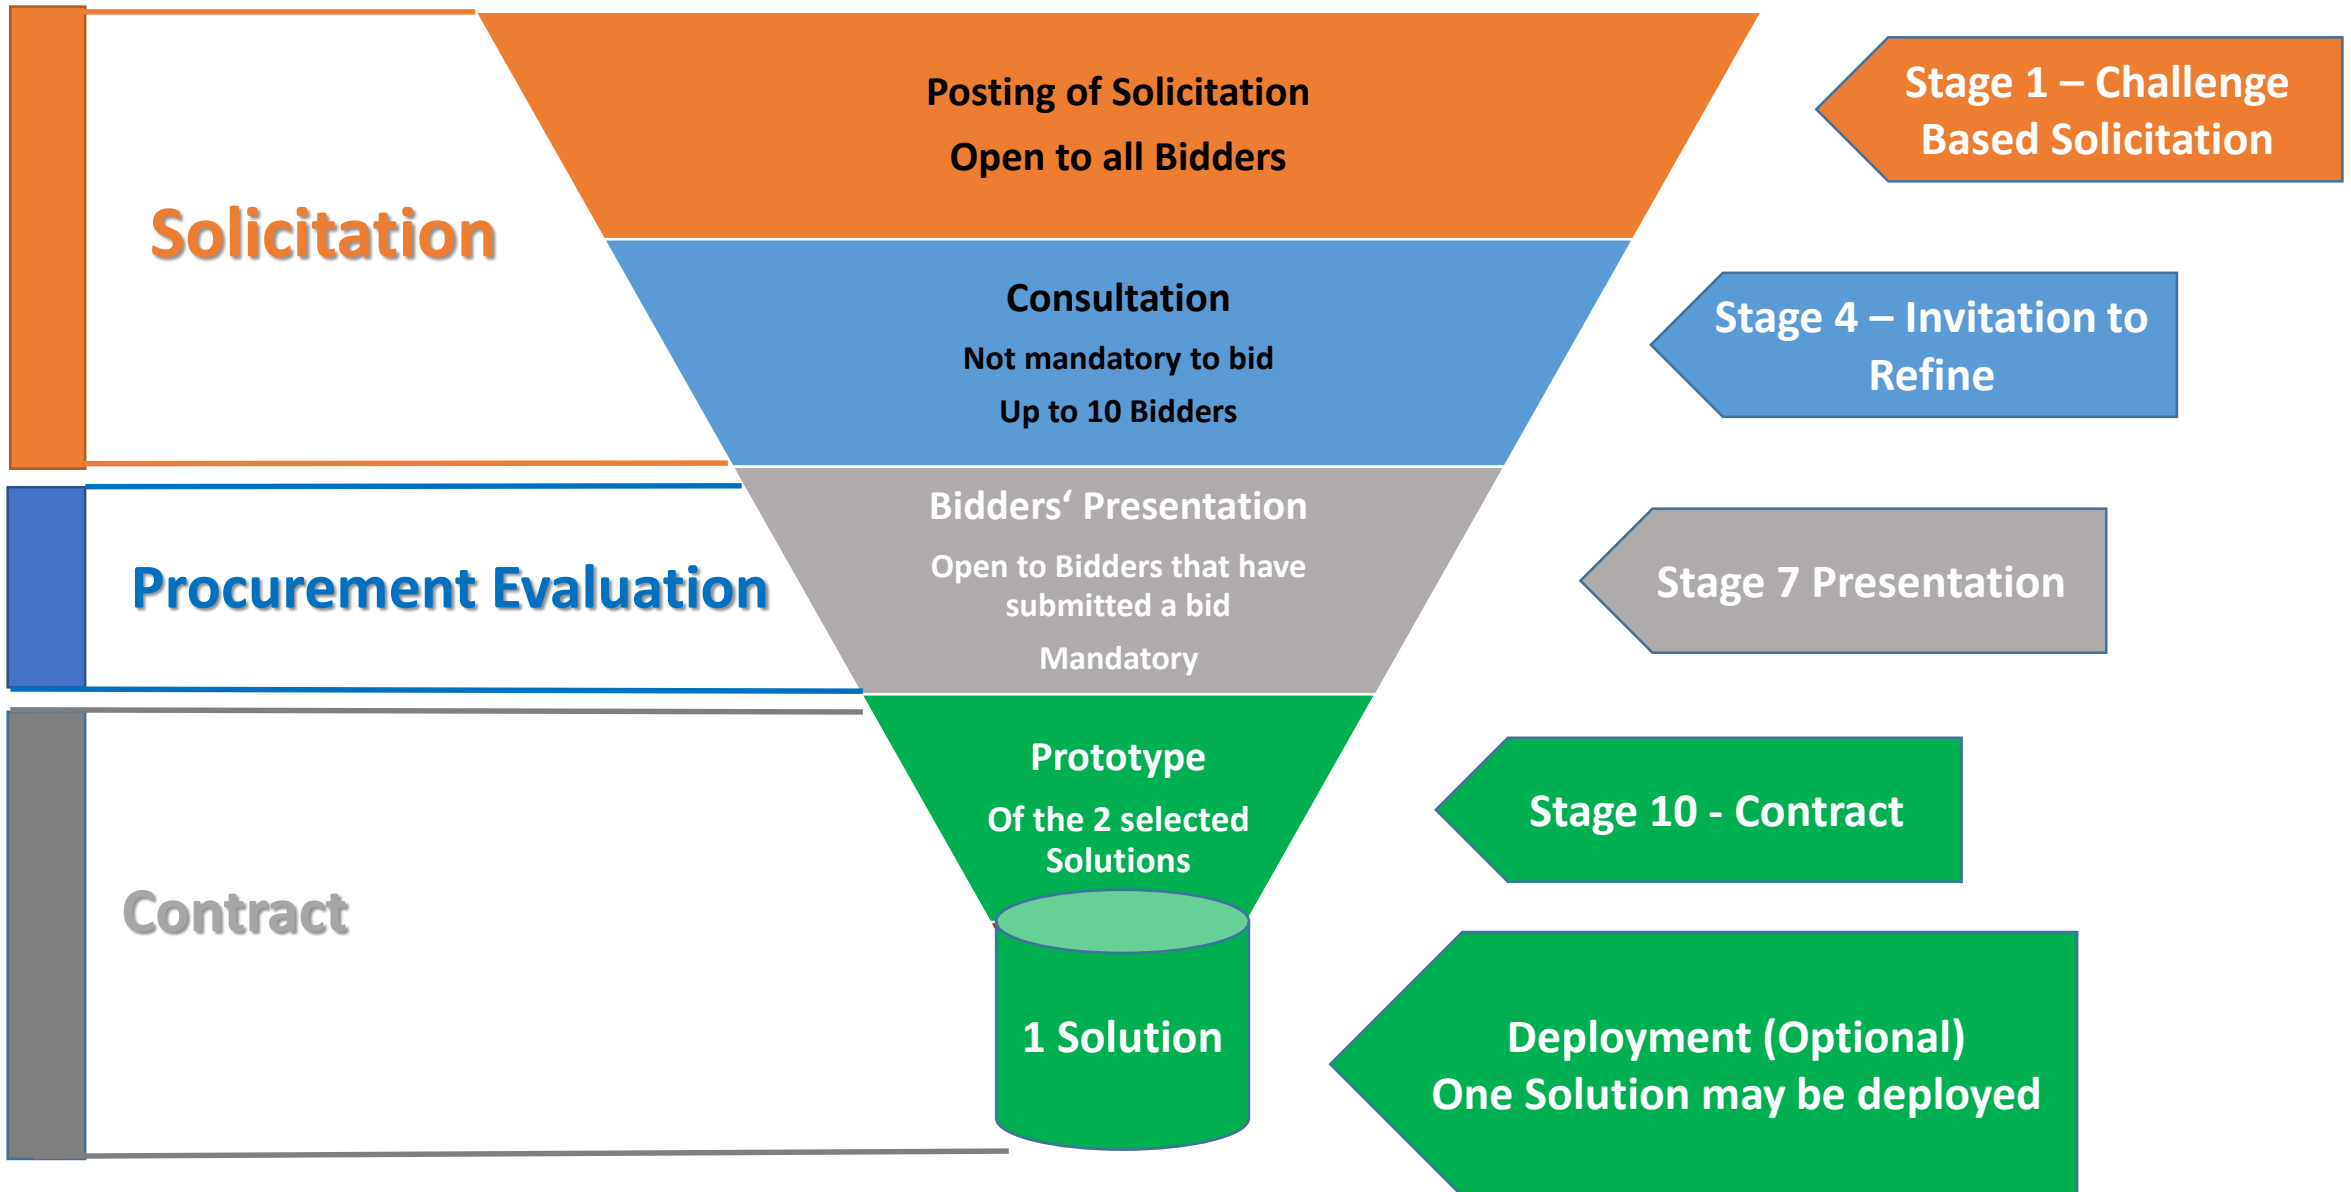 Solicitation
Posting of Solicitation
Open to all Bidders
Stage 1 – Challenge
Based Solicitation
Consultation
Not mandatory to bid
Up to 10 Bidders
Stage 4 – Invitation to
Refine
Procurement Evaluation
Bidders‘ Presentation
Open to Bidders that have
submitted a bid
Mandatory
Stage 7 Presentation
Contract
Prototype
Of the 2 selected
Solutions
Stage 10 - Contract
1 Solution
Deployment (Optional)
One Solution may be deployed